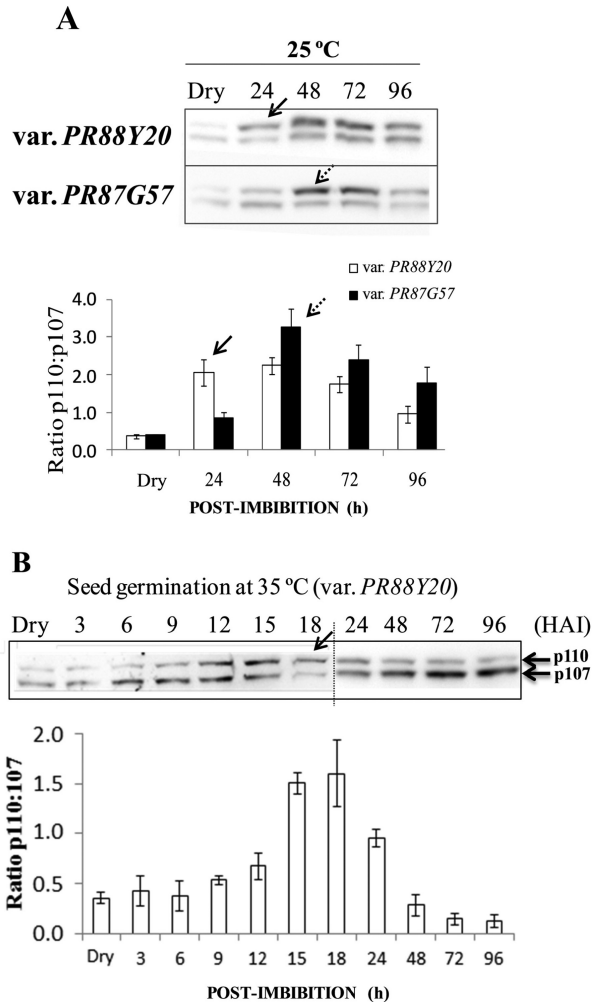 A
25 ºC
Dry 24 48 72 96
var. PR88Y20
var. PR87G57
var. PR88Y20
var. PR87G57
Ratio p110:p107
4.0
3.0
2.0
1.0
0.0
Dry 24 48 72 96
POST-IMBIBITION (h)
B
Seed germination at 35 ºC (var. PR88Y20)
Dry 3 6 9 12 15 18 24 48 72 96 (HAI)
p110
p107
Ratio p110:107
2.0
1.5
1.0
0.5
0.0
Dry 3 6 9 12 15 18 24 48 72 96
POST-IMBIBITION (h)